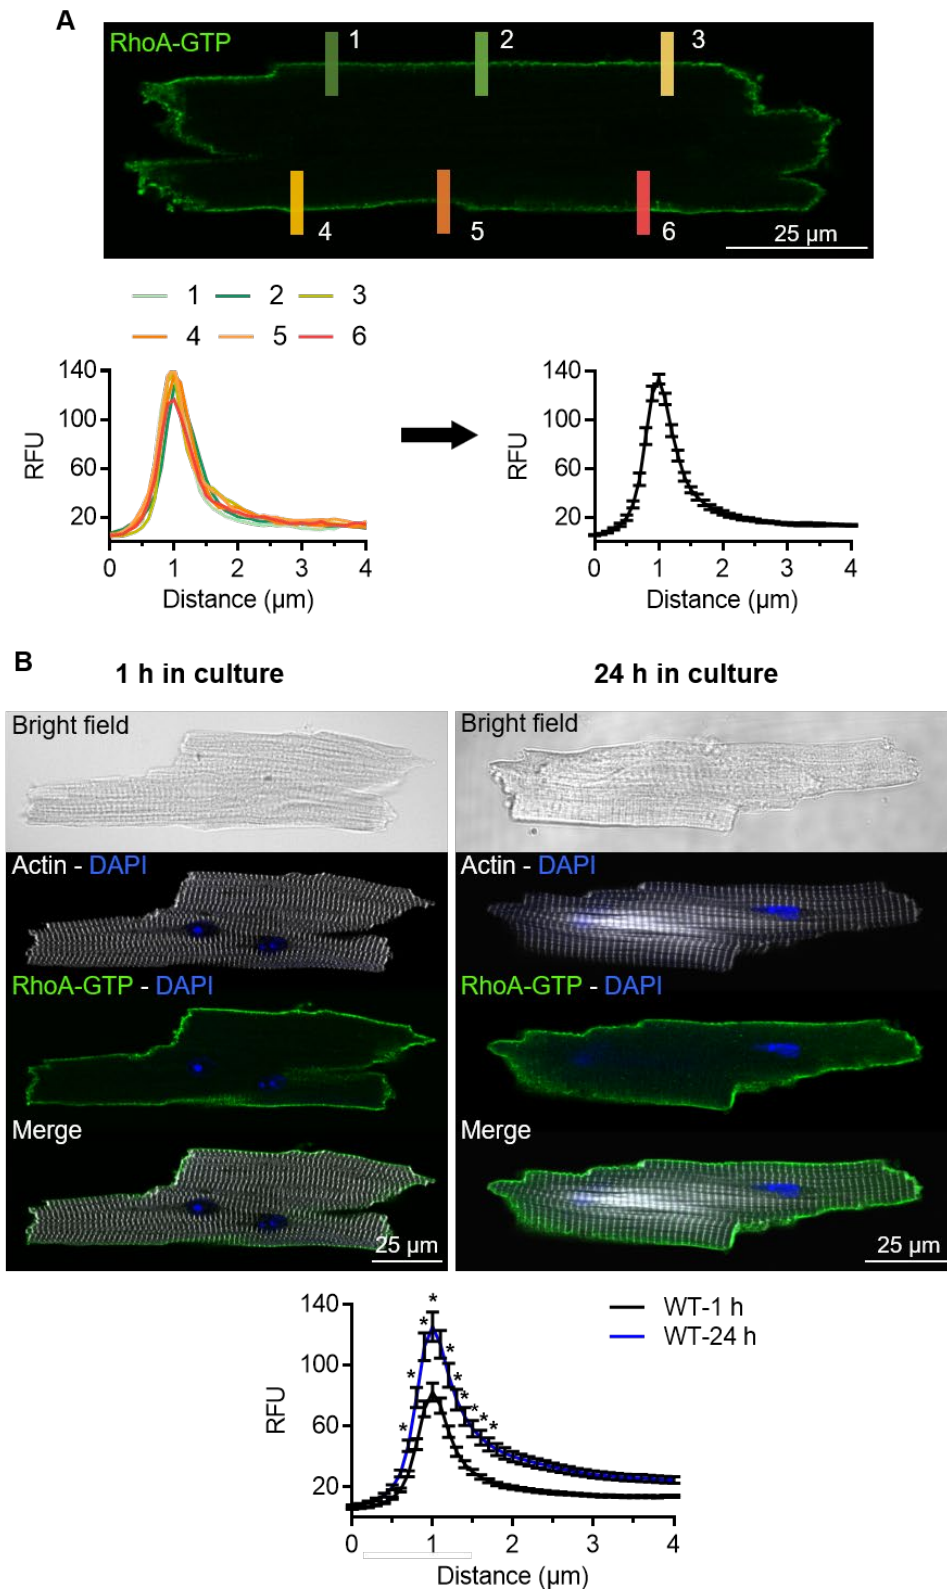 A
RhoA-GTP
1 2 3
4 5 6
25 µm
1 2 3
4 5 6
140
100
60
20
RFU
0 1 2 3 4
Distance (µm)
140
100
60
20
RFU
0 1 2 3 4
Distance (µm)
B
1 h in culture
24 h in culture
Bright field
Bright field
Actin - DAPI
Actin - DAPI
RhoA-GTP - DAPI
RhoA-GTP - DAPI
Merge
Merge
25 µm
25 µm
140
100
60
20
RFU
* * * * * * * * * *
WT-1 h
WT-24 h
0 1 2 3 4
Distance (µm)